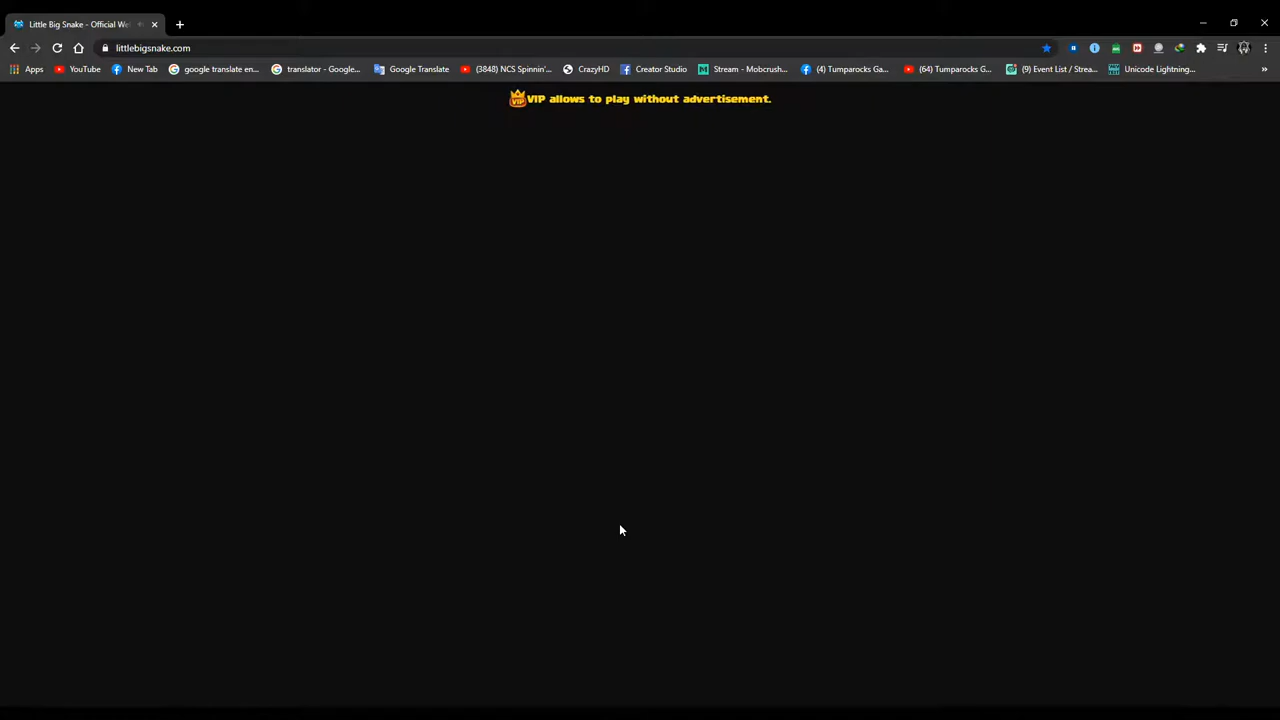 Little Big Snake - Official We
littlebigsnake.com
Apps YouTube New Tab google translate en... translator - Google... Google Translate (3848) NCS Spinnin'... CrazyHD Creator Studio Stream - Mobcrush... (4) Tumparocks Ga... (64) Tumparocks G... (9) Event List / Strea... Unicode Lightning... »
VIP VIP allows to play without advertisement.